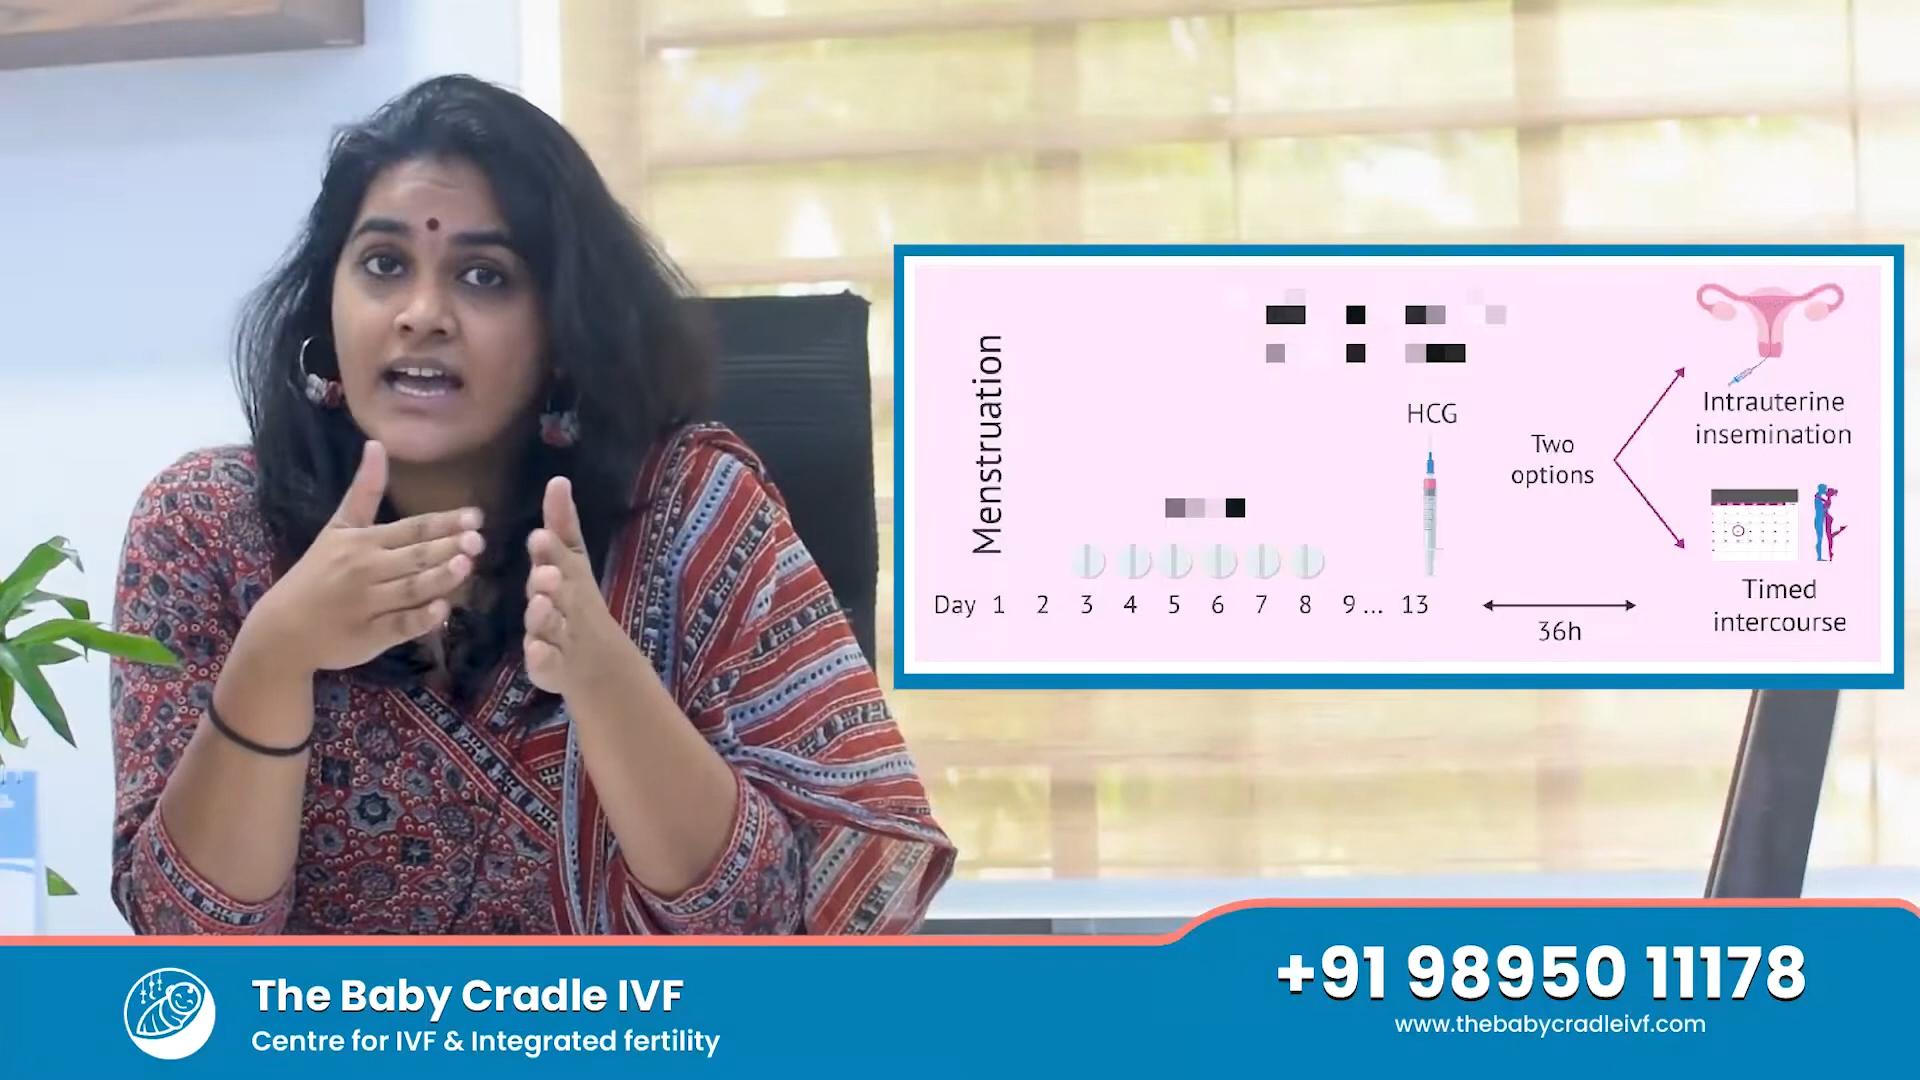 Menstruation
HCG
Two
options
Intrauterine
insemination
Timed
intercourse
Day 1 2 3 4 5 6 7 8 9... 13
36h
The Baby Cradle IVF
Centre for IVF & Integrated fertility
+91 98950 11178
www.thebabycradleivf.com